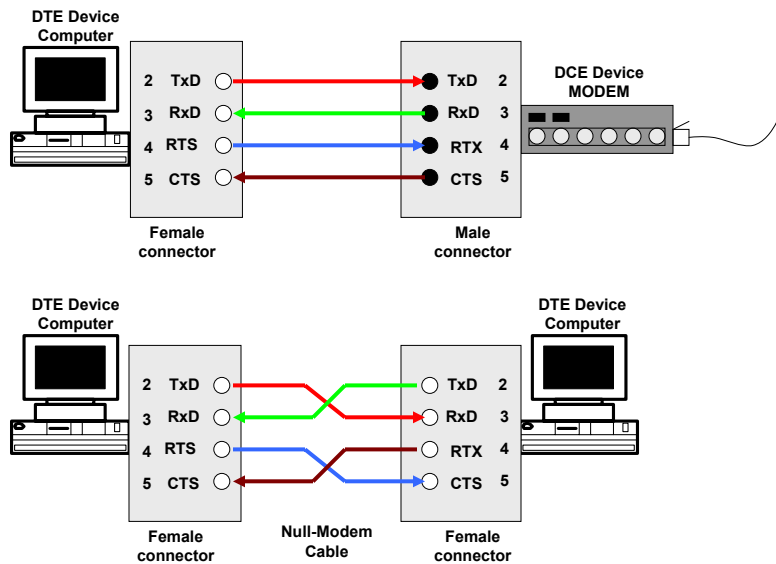 DTE Device
Computer
2 TxD
3 RxD
4 RTS
5 CTS
Female
connector
TxD 2
RxD 3
RTX 4
CTS 5
Male
connector
DCE Device
MODEM
DTE Device
Computer
2 TxD
3 RxD
4 RTS
5 CTS
Female
connector
Null-Modem
Cable
TxD 2
RxD 3
RTX 4
CTS 5
Female
connector
DTE Device
Computer